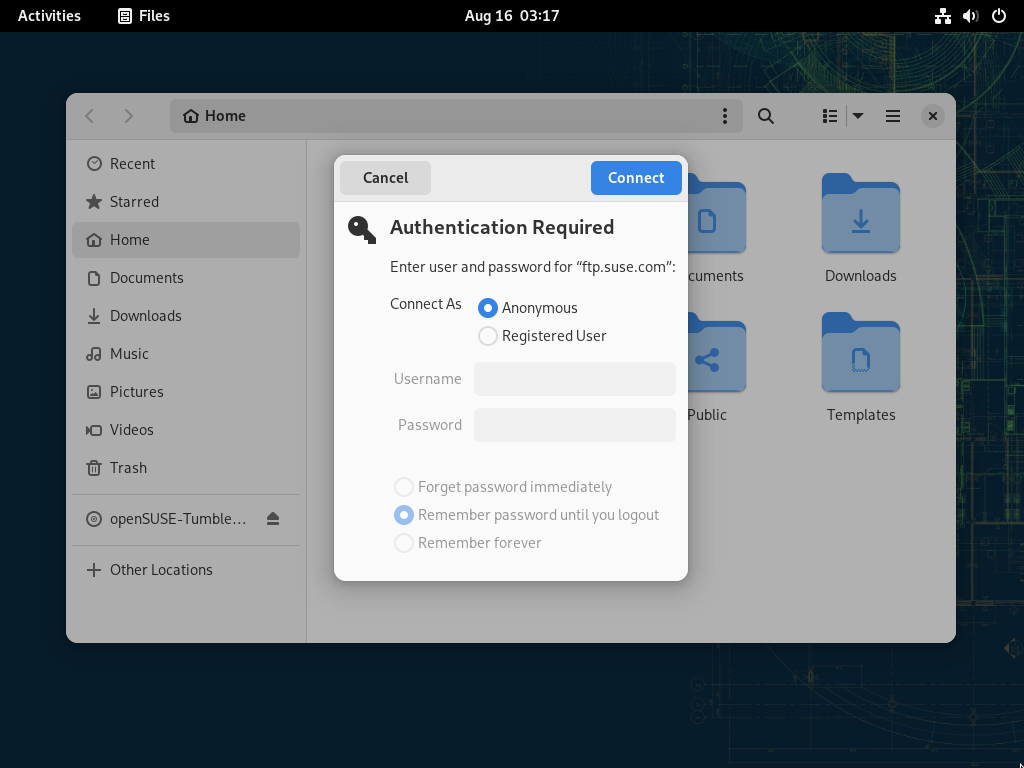 Activities Files Aug 16 03:17
Home
Recent
Starred
Home
Documents
Downloads
Music
Pictures
Videos
Trash
openSUSE-Tumble…
Other Locations
Cancel Connect
Authentication Required
Enter user and password for “ftp.suse.com”:
Connect As Anonymous
Registered User
Username
Password
Forget password immediately
Remember password until you logout
Remember forever
cuments Downloads
Public Templates